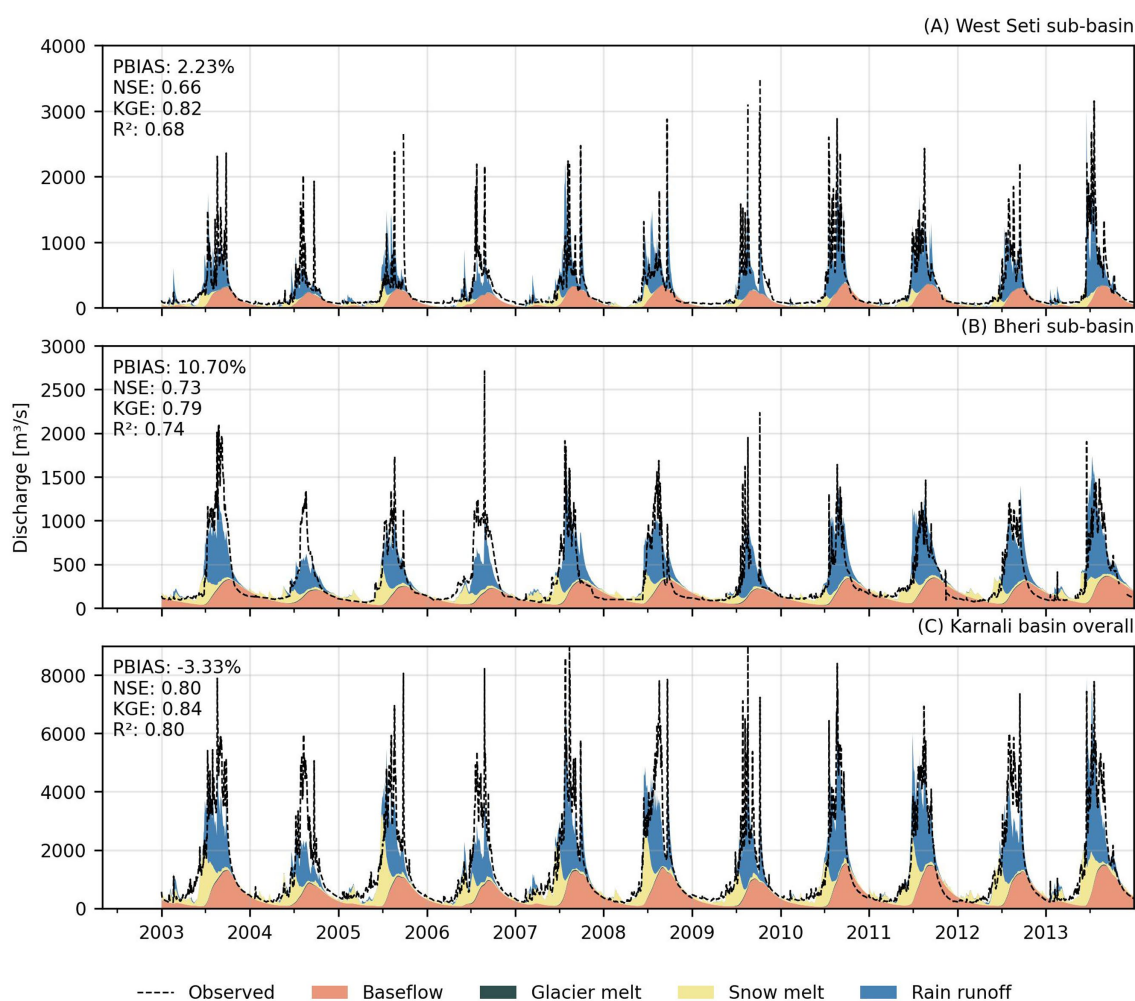 (A) West Seti sub-basin
4000
3000
2000
1000
0
PBIAS: 2.23%
NSE: 0.66
KGE: 0.82
R²: 0.68
(B) Bheri sub-basin
3000
2500
2000
1500
1000
500
0
PBIAS: 10.70%
NSE: 0.73
KGE: 0.79
R²: 0.74
Discharge [m³/s]
(C) Karnali basin overall
8000
6000
4000
2000
0
PBIAS: -3.33%
NSE: 0.80
KGE: 0.84
R²: 0.80
2003 2004 2005 2006 2007 2008 2009 2010 2011 2012 2013
Observed Baseflow Glacier melt Snow melt Rain runoff